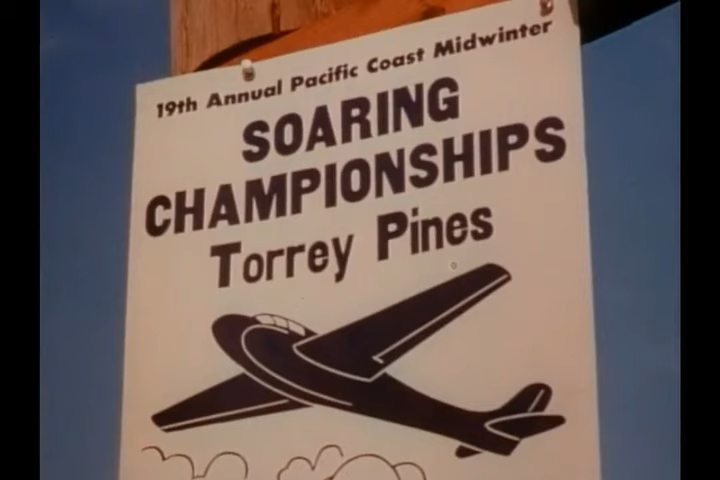 19th Annual Pacific Coast Midwinter
SOARING
CHAMPIONSHIPS
Torrey Pines